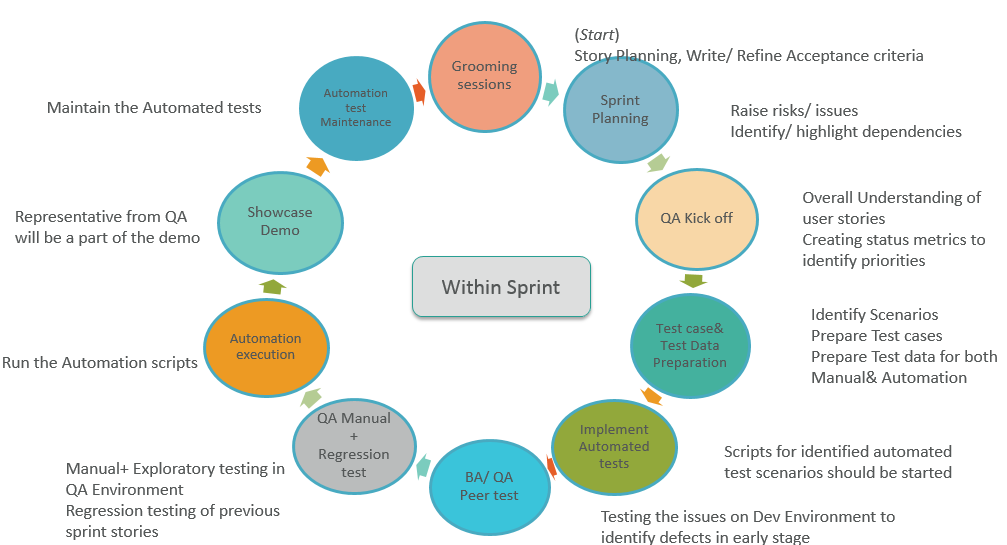 (Start)
Story Planning, Write/ Refine Acceptance criteria
Grooming
sessions
Sprint
Planning
Raise risks/ issues
Identify/ highlight dependencies
QA Kick off
Overall Understanding of
user stories
Creating status metrics to
identify priorities
Test case&
Test Data
Preparation
Identify Scenarios
Prepare Test cases
Prepare Test data for both
Manual& Automation
Implement
Automated
tests
Scripts for identified automated
test scenarios should be started
BA/ QA
Peer test
Testing the issues on Dev Environment to
identify defects in early stage
QA Manual
+
Regression
test
Manual+ Exploratory testing in
QA Environment
Regression testing of previous
sprint stories
Automation
execution
Run the Automation scripts
Showcase
Demo
Representative from QA
will be a part of the demo
Automation
test
Maintenance
Maintain the Automated tests
Within Sprint